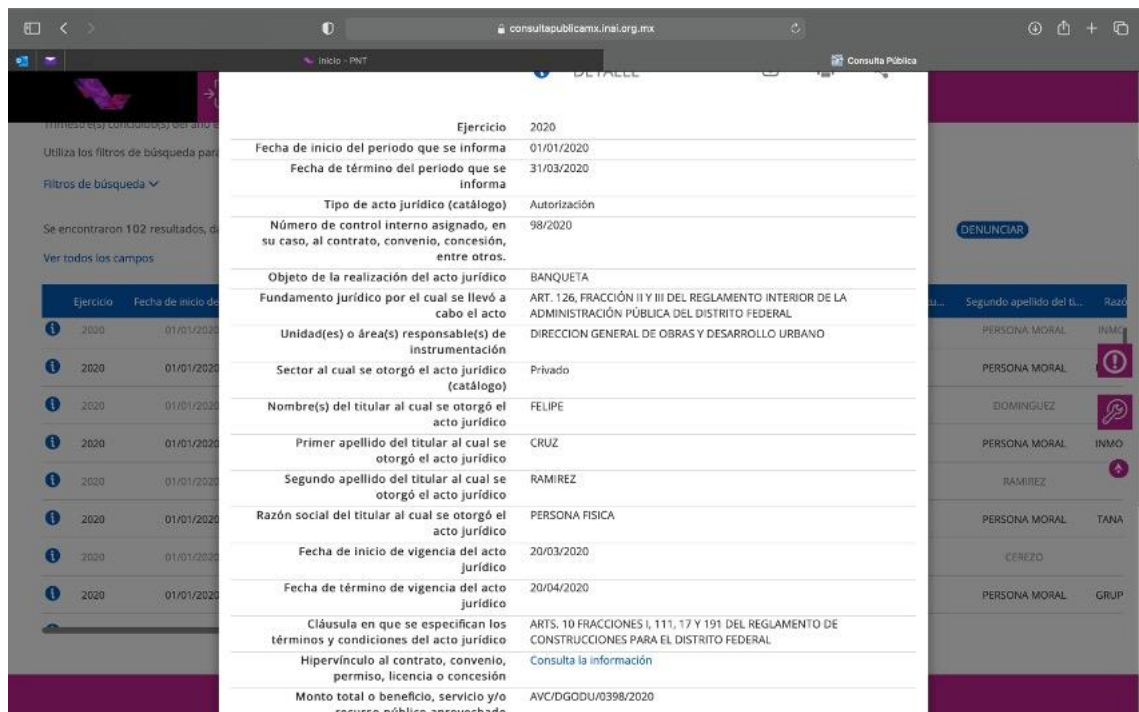 consultapublicamx.inai.org.mx
Inicio - PNT
Consulta Pública
DETALLE
Utiliza los filtros de búsqueda para
Filtros de búsqueda
Se encontraron 102 resultados, da
DENUNCIAR
Ver todos los campos
Ejercicio Fecha de inicio de
Segundo apellido del ti... Razó
2020 01/01/2020 PERSONA MORAL INMO
2020 01/01/2020 PERSONA MORAL
2020 01/01/2020 DOMINGUEZ
2020 01/01/2020 PERSONA MORAL INMO
2020 01/01/2020 RAMIREZ
2020 01/01/2020 PERSONA MORAL TANA
2020 01/01/2020 CEREZO
2020 01/01/2020 PERSONA MORAL GRUP
Ejercicio 2020
Fecha de inicio del periodo que se informa 01/01/2020
Fecha de término del periodo que se 31/03/2020
informa
Tipo de acto jurídico (catálogo) Autorización
Número de control interno asignado, en 98/2020
su caso, al contrato, convenio, concesión,
entre otros.
Objeto de la realización del acto jurídico BANQUETA
Fundamento jurídico por el cual se llevó a ART. 126, FRACCIÓN II Y III DEL REGLAMENTO INTERIOR DE LA
cabo el acto ADMINISTRACIÓN PÚBLICA DEL DISTRITO FEDERAL
Unidad(es) o área(s) responsable(s) de DIRECCION GENERAL DE OBRAS Y DESARROLLO URBANO
instrumentación
Sector al cual se otorgó el acto jurídico Privado
(catálogo)
Nombre(s) del titular al cual se otorgó el FELIPE
acto jurídico
Primer apellido del titular al cual se CRUZ
otorgó el acto jurídico
Segundo apellido del titular al cual se RAMIREZ
otorgó el acto jurídico
Razón social del titular al cual se otorgó el PERSONA FISICA
acto jurídico
Fecha de inicio de vigencia del acto 20/03/2020
jurídico
Fecha de término de vigencia del acto 20/04/2020
jurídico
Cláusula en que se especifican los ARTS. 10 FRACCIONES I, 111, 17 Y 191 DEL REGLAMENTO DE
términos y condiciones del acto jurídico CONSTRUCCIONES PARA EL DISTRITO FEDERAL
Hipervínculo al contrato, convenio, Consulta la información
permiso, licencia o concesión
Monto total o beneficio, servicio y/o AVC/DGODU/0398/2020
recurso público aprovechado